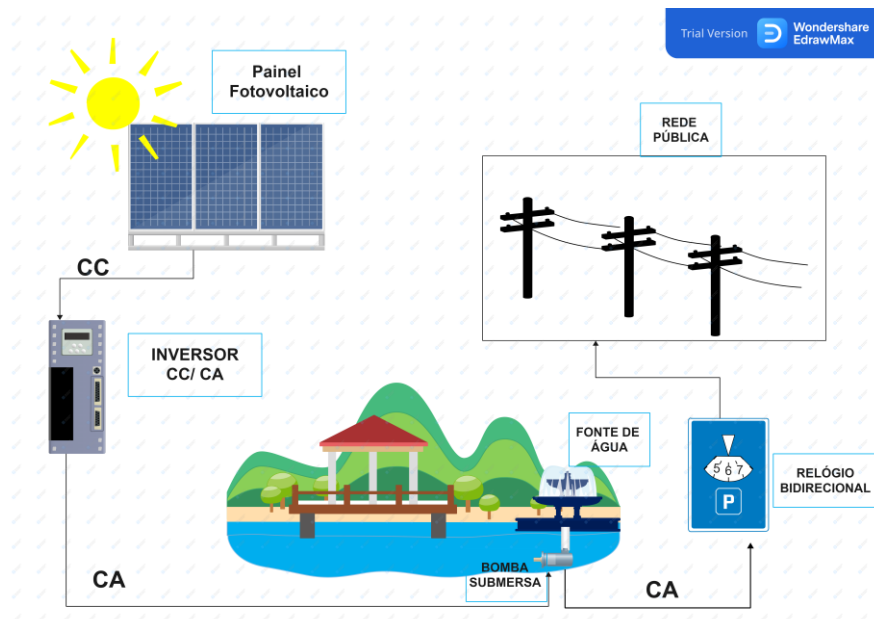 Trial Version
Wondershare
EdrawMax
Painel
Fotovoltaico
REDE
PÚBLICA
CC
INVERSOR
CC/ CA
FONTE DE
ÁGUA
5 6 7
P
RELÓGIO
BIDIRECIONAL
BOMBA
SUBMERSA
CA
CA